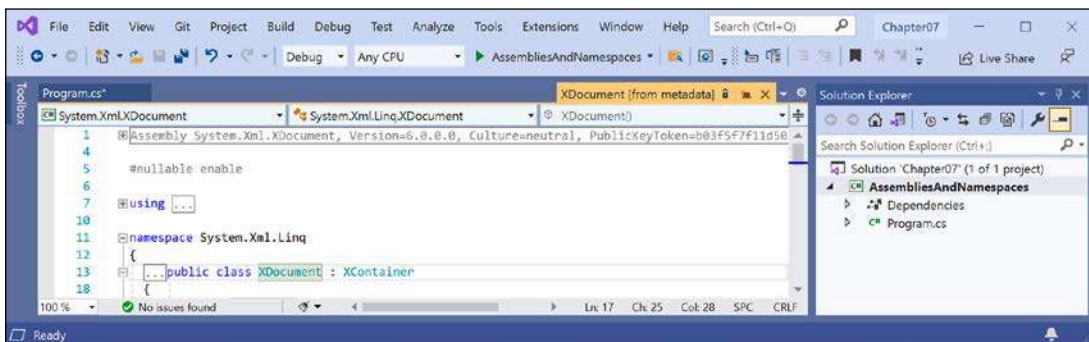 File Edit View Git Project Build Debug Test Analyze Tools Extensions Window Help Search (Ctrl+Q) Chapter07
Debug Any CPU AssembliesAndNamespaces Live Share
Toolbox
Program.cs* XDocument [from metadata]
System.Xml.XDocument System.Xml.Linq.XDocument XDocument()
1 Assembly System.Xml.XDocument, Version=6.0.0.0, Culture=neutral, PublicKeyToken=b03f5f7f11d50
4
5 #nullable enable
6
7 using ...
10
11 namespace System.Xml.Linq
12 {
13 ...public class XDocument : XContainer
18 {
100 % No issues found Ln: 17 Ch: 25 Col: 28 SPC CRLF
Solution Explorer
Search Solution Explorer (Ctrl+;)
Solution 'Chapter07' (1 of 1 project)
AssembliesAndNamespaces
Dependencies
C# Program.cs
Ready